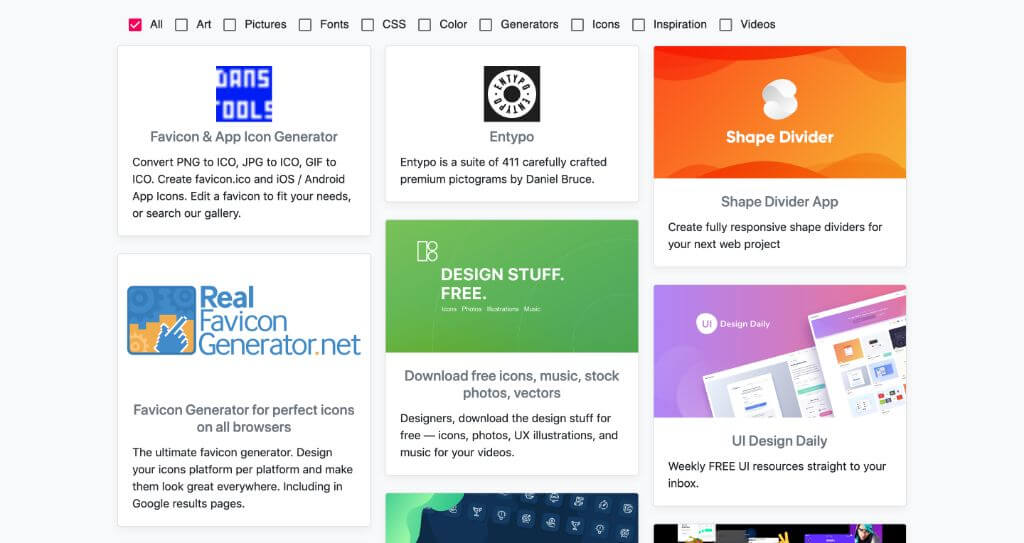 All Art Pictures Fonts CSS Color Generators Icons Inspiration Videos
DANS
TOOLS
Favicon & App Icon Generator
Convert PNG to ICO, JPG to ICO, GIF to
ICO. Create favicon.ico and iOS / Android
App Icons. Edit a favicon to fit your needs,
or search our gallery.
Real
Favicon
Generator.net
Favicon Generator for perfect icons
on all browsers
The ultimate favicon generator. Design
your icons platform per platform and make
them look great everywhere. Including in
Google results pages.
ENTYPO · ENTYPO ·
Entypo
Entypo is a suite of 411 carefully crafted
premium pictograms by Daniel Bruce.
DESIGN STUFF.
FREE.
Icons Photos Illustrations Music
Download free icons, music, stock
photos, vectors
Designers, download the design stuff for
free — icons, photos, UX illustrations, and
music for your videos.
Shape Divider
Shape Divider App
Create fully responsive shape dividers for
your next web project
UI Design Daily
UI Design Daily
Weekly FREE UI resources straight to your
inbox.